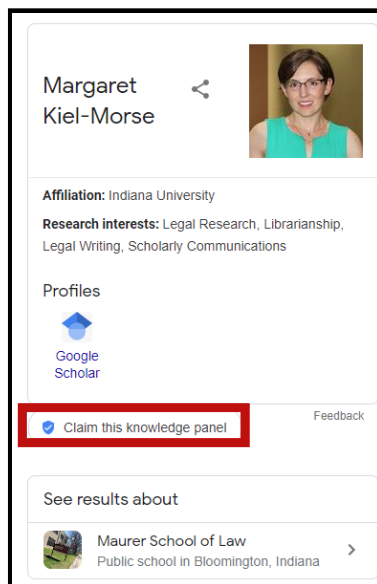 Margaret
Kiel-Morse
Affiliation: Indiana University
Research interests: Legal Research, Librarianship,
Legal Writing, Scholarly Communications
Profiles
Google
Scholar
Claim this knowledge panel
Feedback
See results about
Maurer School of Law
Public school in Bloomington, Indiana